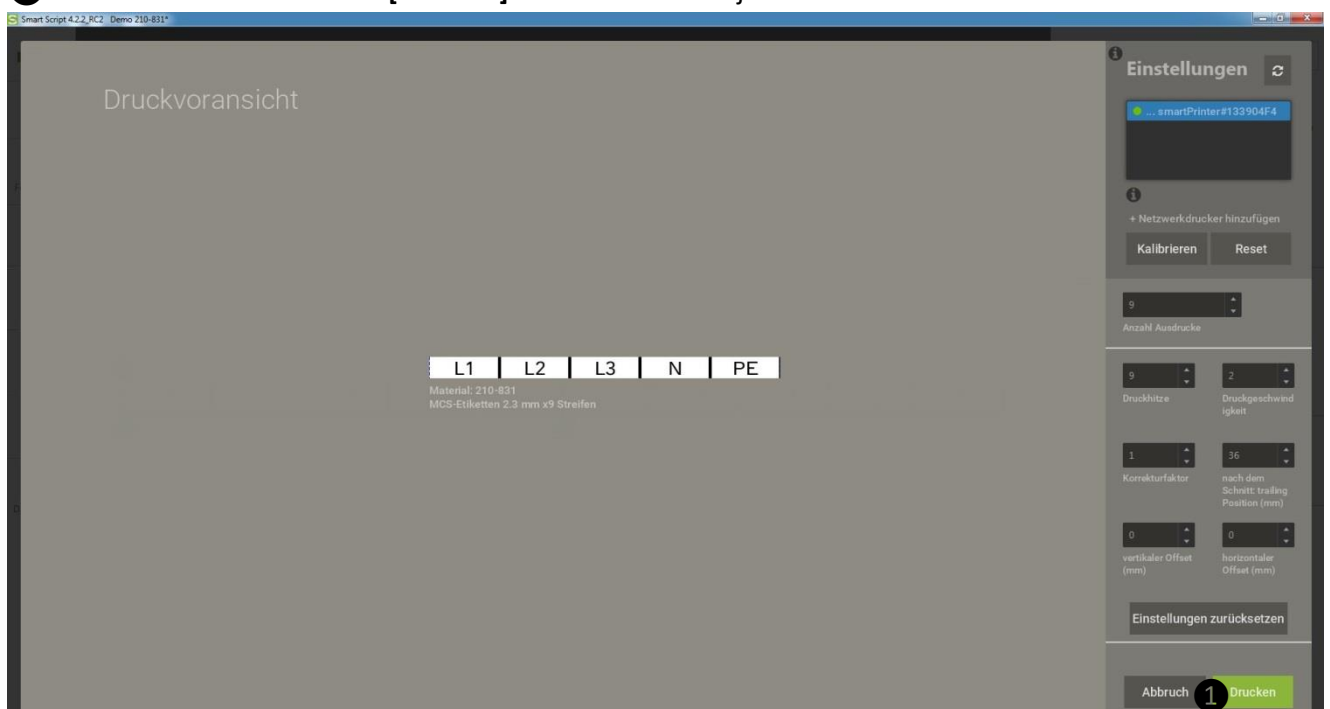 Smart Script 4.2.2_RC2 Demo 210-831*
Einstellungen
Druckvoransicht
... smartPrinter#133904F4
+ Netzwerkdrucker hinzufügen
Kalibrieren Reset
9
Anzahl Ausdrucke
L1 L2 L3 N PE
Material: 210-831
MCS-Etiketten 2.3 mm x9 Streifen
9
Druckhitze
2
Druckgeschwind
igkeit
1
Korrekturfaktor
36
nach dem
Schnitt: trailing
Position (mm)
0
vertikaler Offset
(mm)
0
horizontaler
Offset (mm)
Einstellungen zurücksetzen
Abbruch 1 Drucken